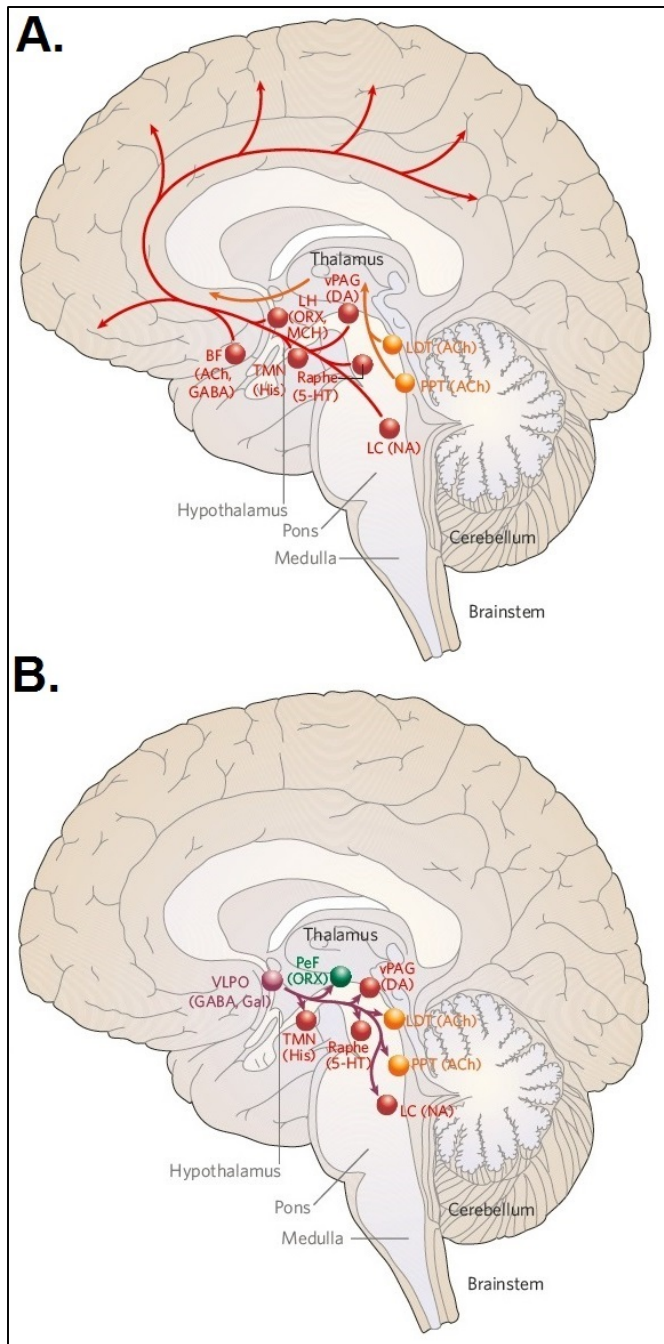 A.
Thalamus
vPAG
(DA)
LH
(ORX,
MCH)
LDT (ACh)
BF
(ACh,
GABA)
TMN
(His)
Raphe
(5-HT)
PPT (ACh)
LC (NA)
Hypothalamus
Pons
Medulla
Cerebellum
Brainstem
B.
Thalamus
PeF
(ORX)
vPAG
(DA)
VLPO
(GABA, Gal)
LDT (ACh)
TMN
(His)
Raphe
(5-HT)
PPT (ACh)
LC (NA)
Hypothalamus
Pons
Medulla
Cerebellum
Brainstem